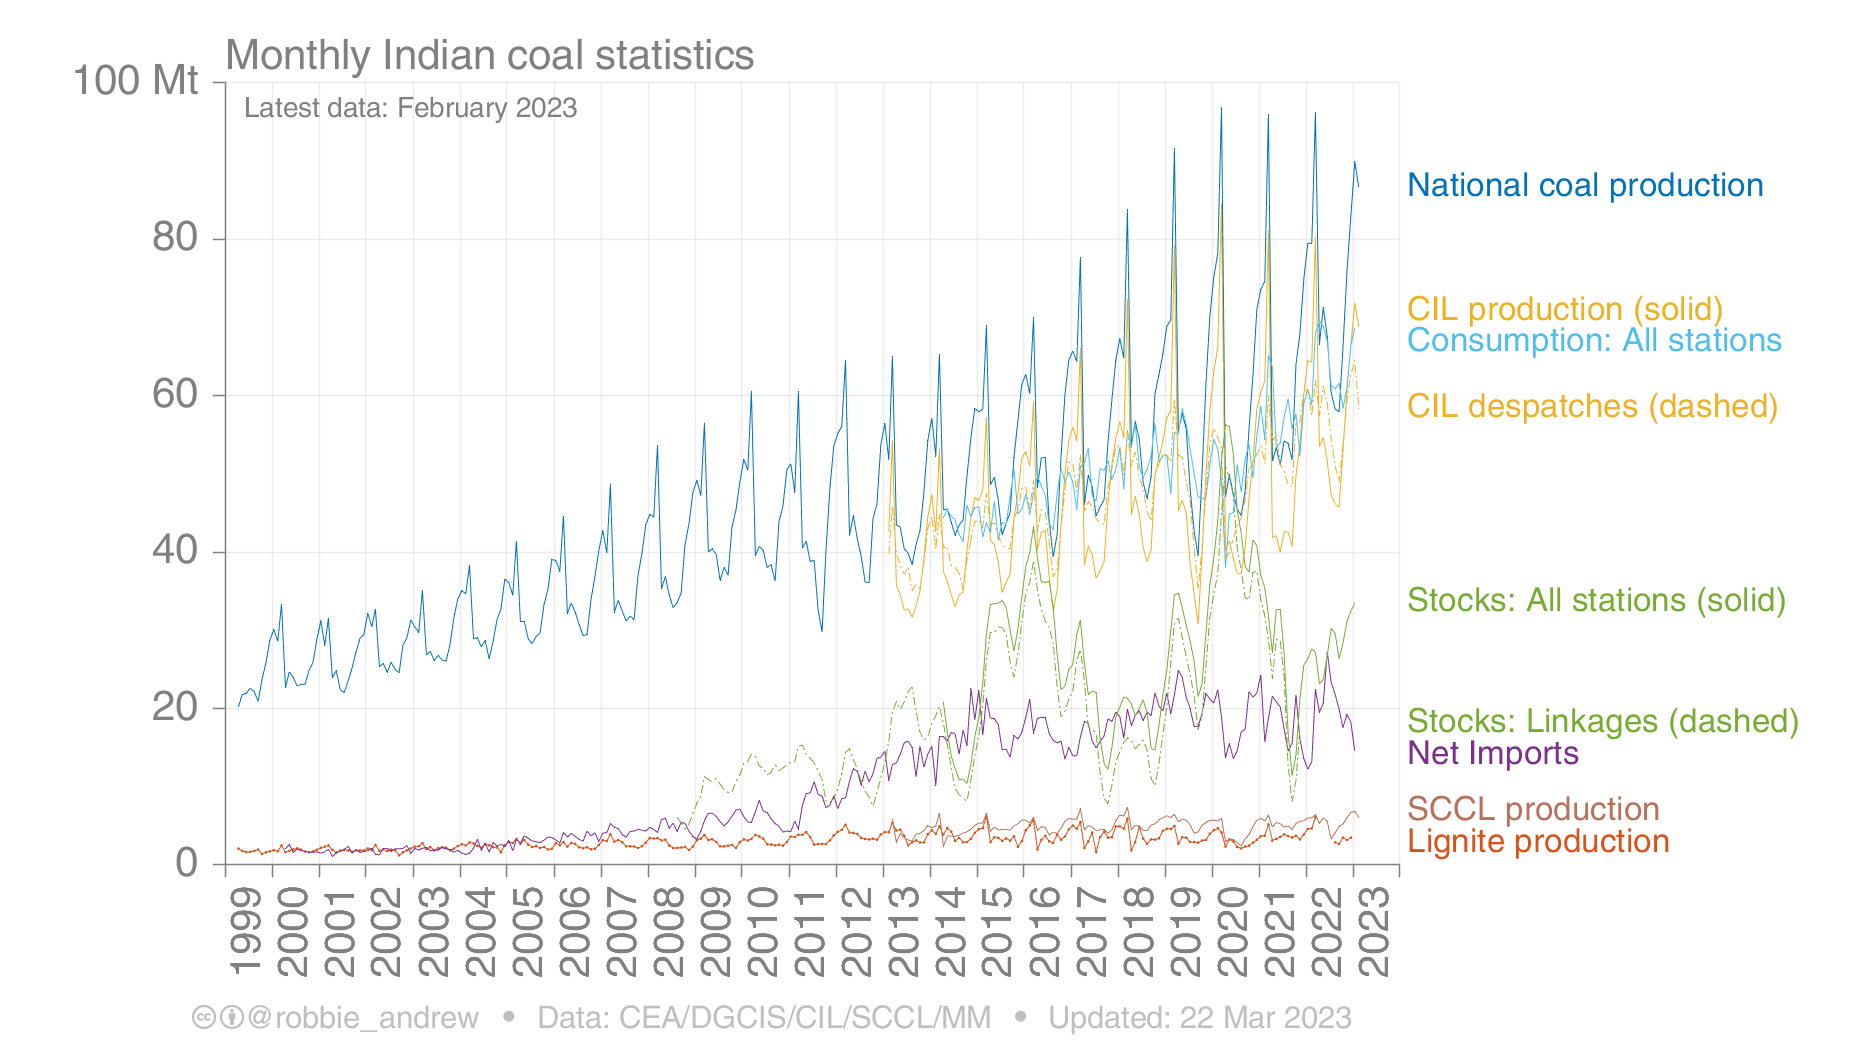 Monthly Indian coal statistics
100 Mt
Latest data: February 2023
80
60
40
20
0
National coal production
CIL production (solid)
Consumption: All stations
CIL despatches (dashed)
Stocks: All stations (solid)
Stocks: Linkages (dashed)
Net Imports
SCCL production
Lignite production
1999
2000
2001
2002
2003
2004
2005
2006
2007
2008
2009
2010
2011
2012
2013
2014
2015
2016
2017
2018
2019
2020
2021
2022
2023
@robbie_andrew • Data: CEA/DGCIS/CIL/SCCL/MM • Updated: 22 Mar 2023